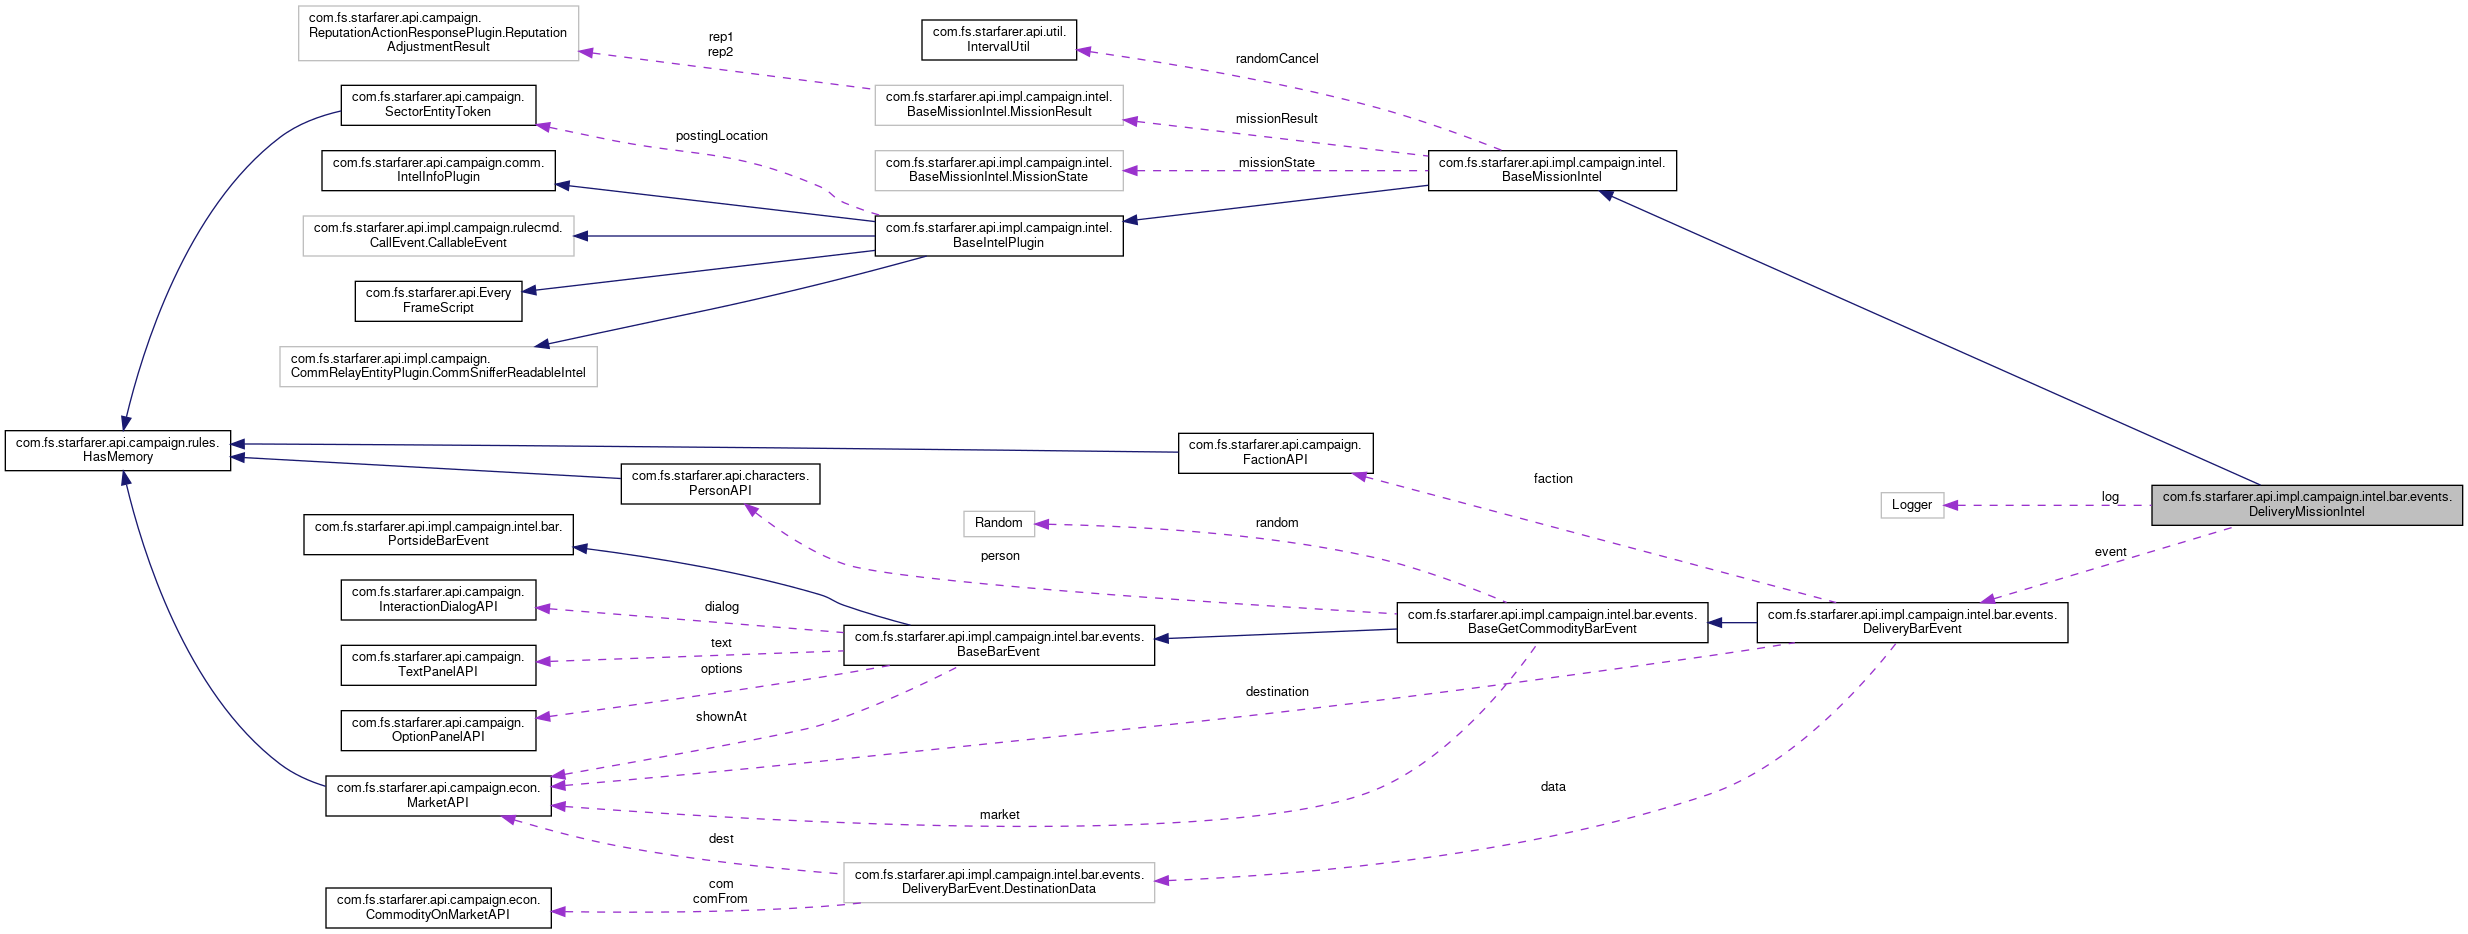 com.fs.starfarer.api.campaign.
ReputationActionResponsePlugin.Reputation
AdjustmentResult
rep1
rep2
com.fs.starfarer.api.util.
IntervalUtil
randomCancel
com.fs.starfarer.api.campaign.
SectorEntityToken
com.fs.starfarer.api.impl.campaign.intel.
BaseMissionIntel.MissionResult
missionResult
postingLocation
com.fs.starfarer.api.campaign.comm.
IntelInfoPlugin
com.fs.starfarer.api.impl.campaign.intel.
BaseMissionIntel.MissionState
missionState
com.fs.starfarer.api.impl.campaign.intel.
BaseMissionIntel
com.fs.starfarer.api.impl.campaign.rulecmd.
CallEvent.CallableEvent
com.fs.starfarer.api.impl.campaign.intel.
BaseIntelPlugin
com.fs.starfarer.api.Every
FrameScript
com.fs.starfarer.api.impl.campaign.
CommRelayEntityPlugin.CommSnifferReadableIntel
com.fs.starfarer.api.campaign.rules.
HasMemory
com.fs.starfarer.api.campaign.
FactionAPI
com.fs.starfarer.api.characters.
PersonAPI
faction
Logger
log
com.fs.starfarer.api.impl.campaign.intel.bar.events.
DeliveryMissionIntel
com.fs.starfarer.api.impl.campaign.intel.bar.
PortsideBarEvent
Random
random
person
event
com.fs.starfarer.api.campaign.
InteractionDialogAPI
dialog
com.fs.starfarer.api.impl.campaign.intel.bar.events.
BaseGetCommodityBarEvent
com.fs.starfarer.api.impl.campaign.intel.bar.events.
DeliveryBarEvent
com.fs.starfarer.api.impl.campaign.intel.bar.events.
BaseBarEvent
com.fs.starfarer.api.campaign.
TextPanelAPI
text
options
destination
com.fs.starfarer.api.campaign.
OptionPanelAPI
shownAt
com.fs.starfarer.api.campaign.econ.
MarketAPI
data
market
dest
com.fs.starfarer.api.impl.campaign.intel.bar.events.
DeliveryBarEvent.DestinationData
com
comFrom
com.fs.starfarer.api.campaign.econ.
CommodityOnMarketAPI